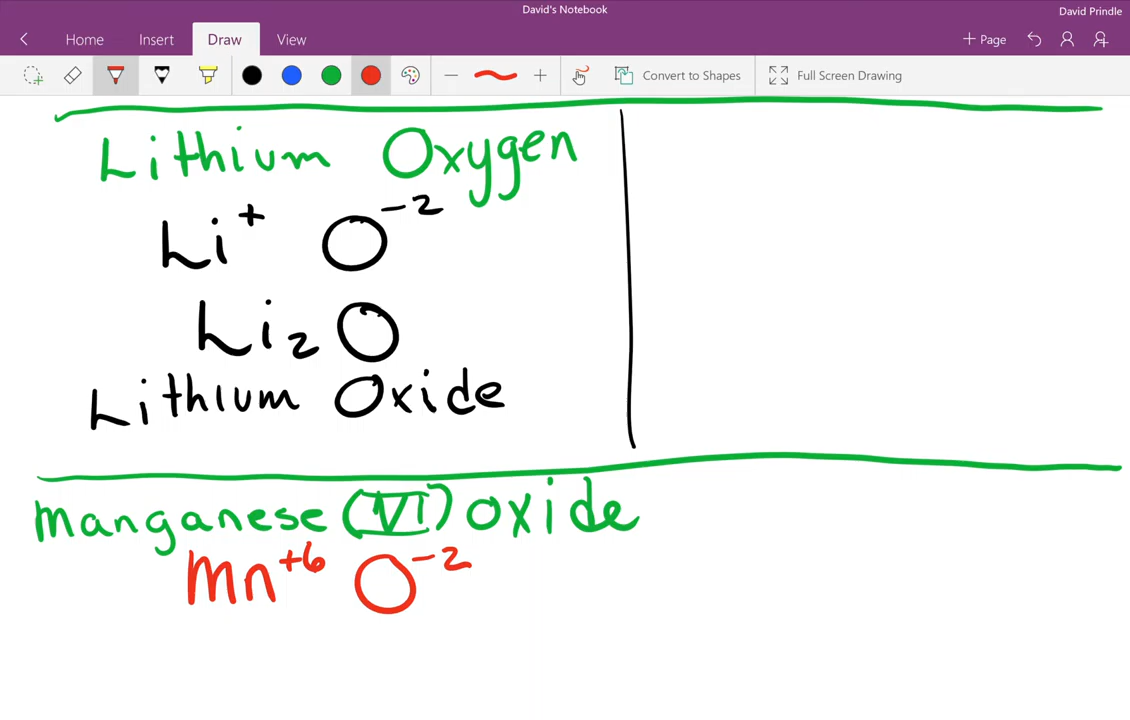 David's Notebook
David Prindle
Home Insert Draw View
+ Page
Convert to Shapes Full Screen Drawing
Lithium Oxygen
Li⁺ O⁻²
Li₂O
Lithium Oxide
manganese (VI) oxide
Mn⁺⁶ O⁻²